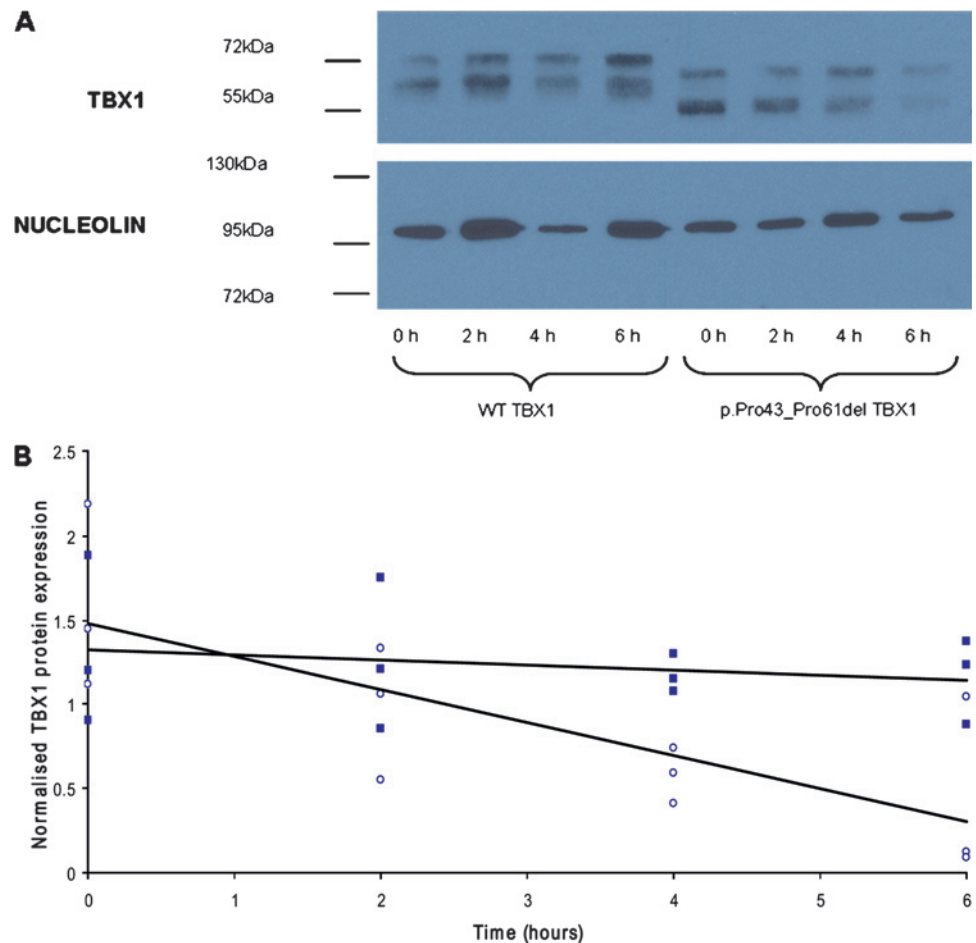 A
72kDa
TBX1
55kDa
130kDa
NUCLEOLIN
95kDa
72kDa
0 h 2 h 4 h 6 h 0 h 2 h 4 h 6 h
WT TBX1 p.Pro43_Pro61del TBX1
B
Normalised TBX1 protein expression
2.5
2
1.5
1
0.5
0
0 1 2 3 4 5 6
Time (hours)